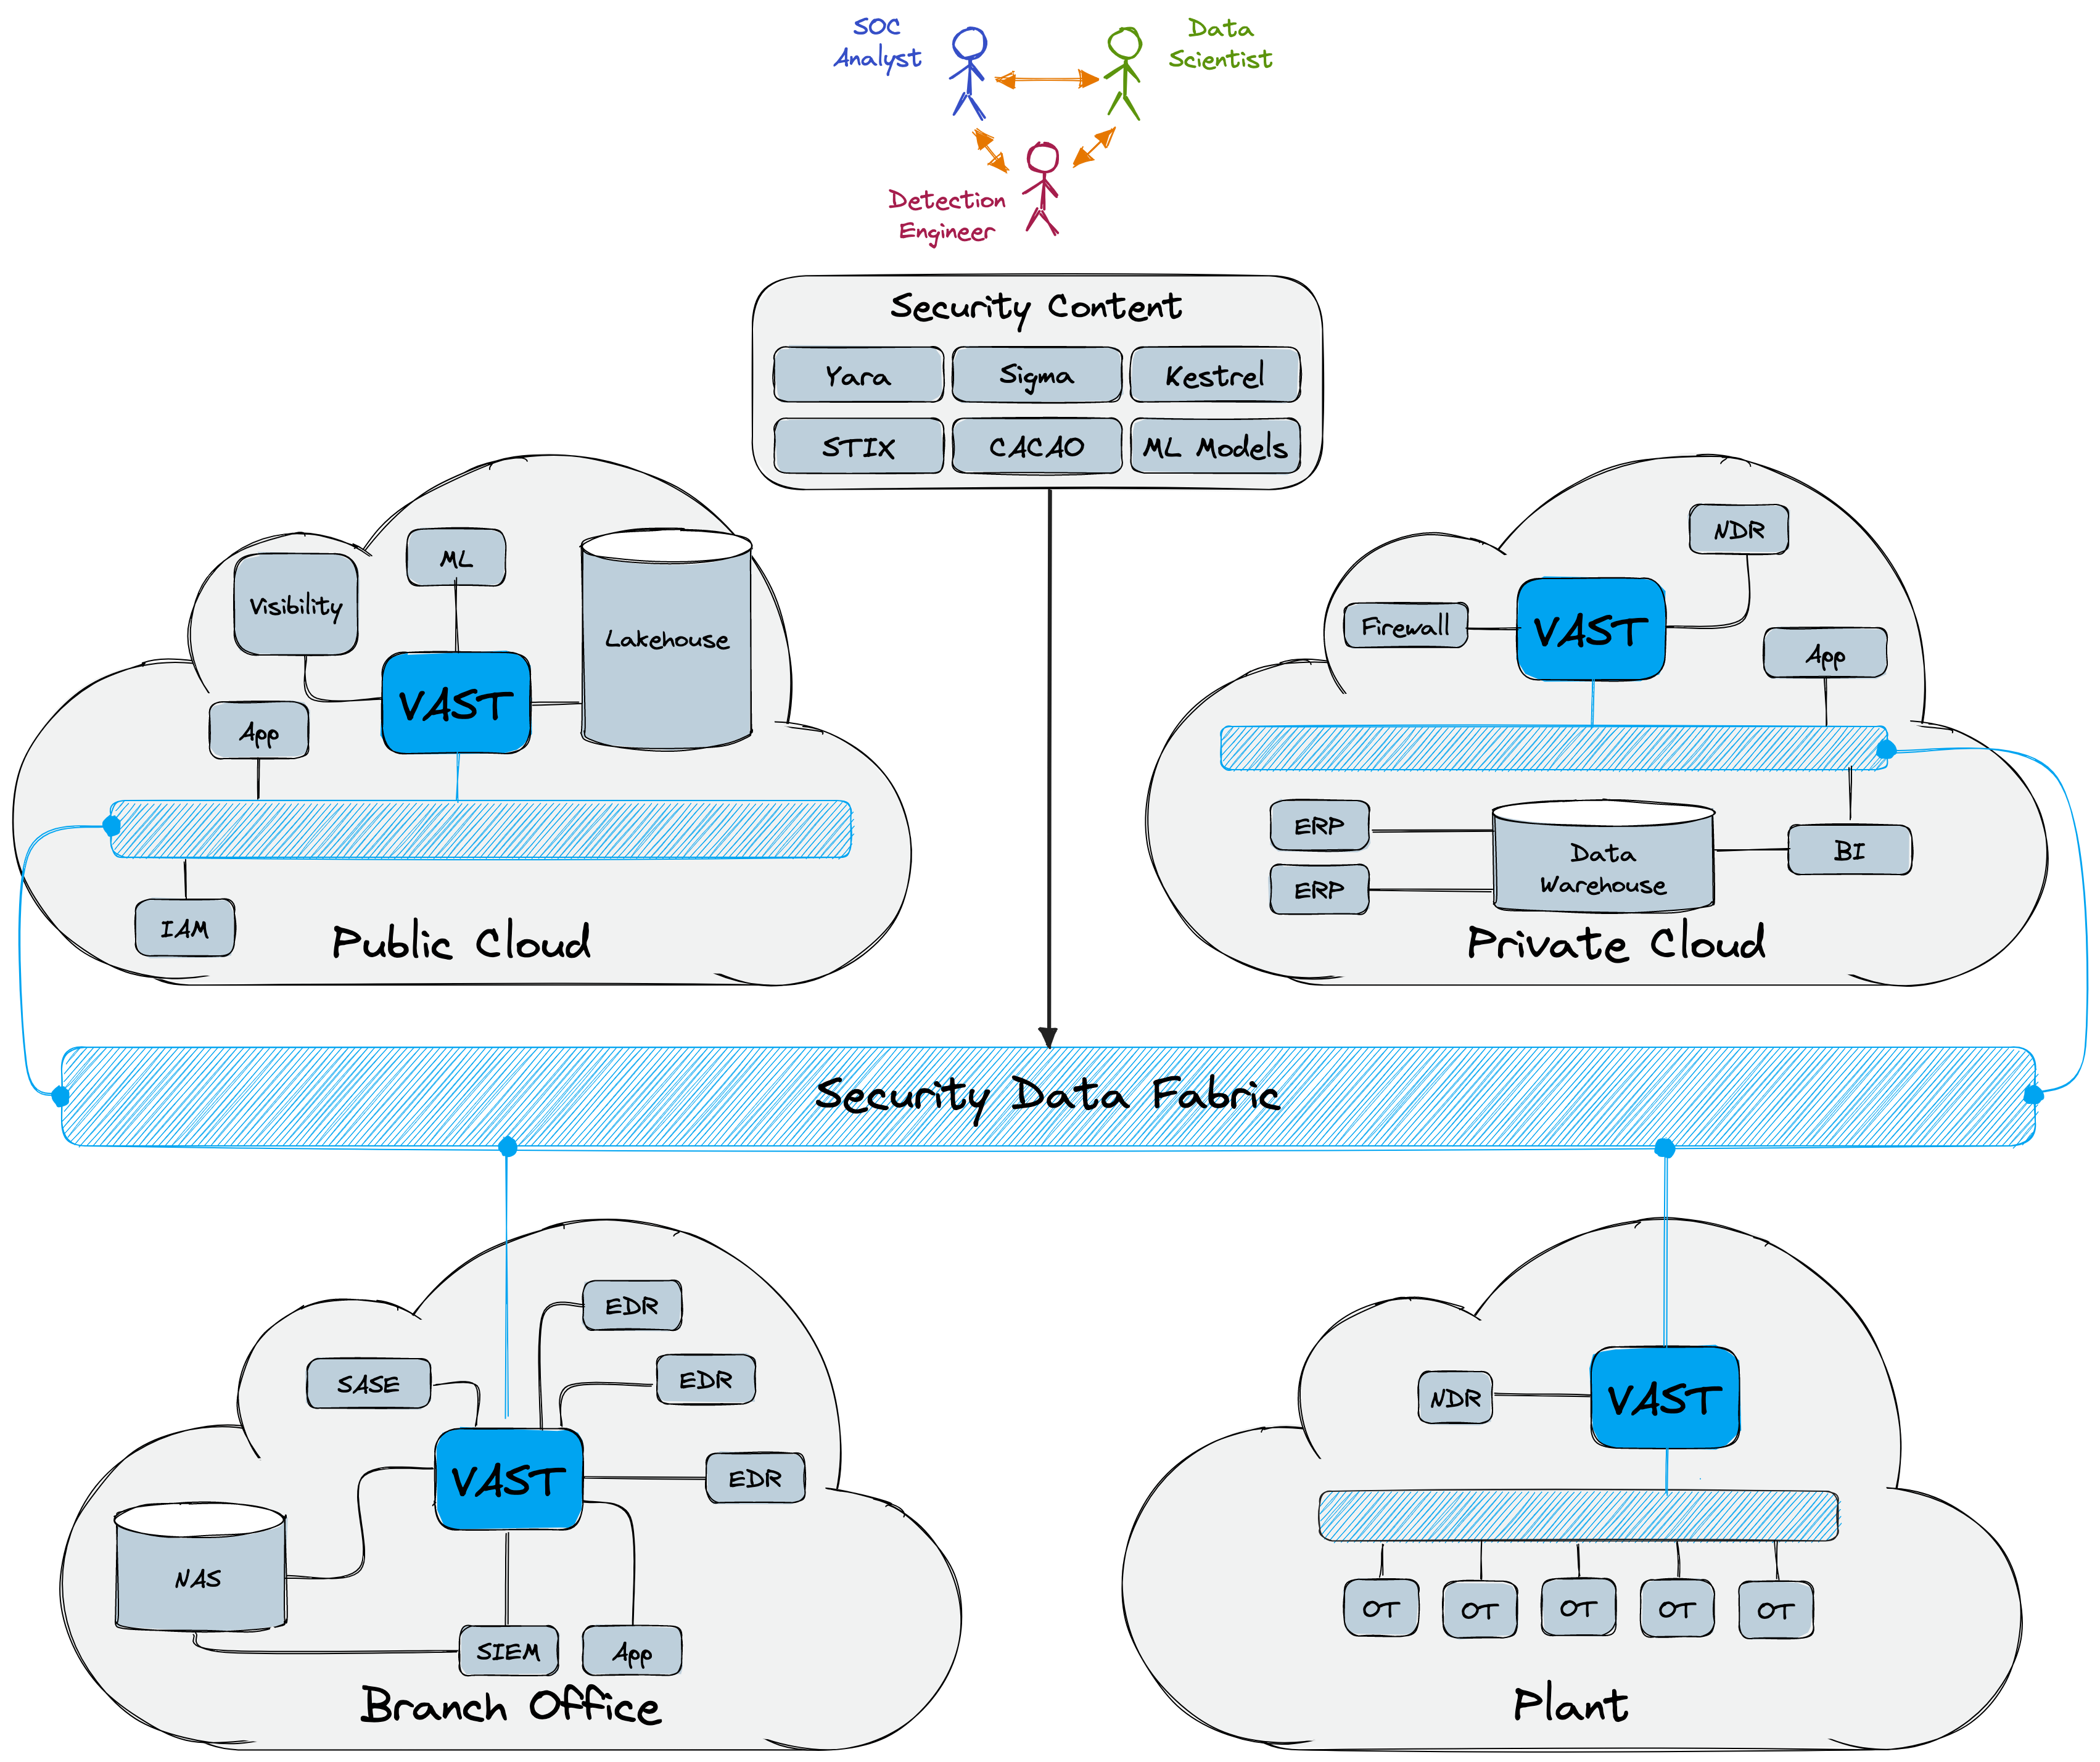 SOC
Analyst
Data
Scientist
Detection
Engineer
Security Content
Yara
Sigma
Kestrel
STIX
CACAO
ML Models
Visibility
ML
Lakehouse
VAST
App
IAM
Public Cloud
NDR
Firewall
VAST
App
ERP
ERP
Data
Warehouse
BI
Private Cloud
Security Data Fabric
EDR
SASE
EDR
VAST
EDR
NAS
SIEM
App
Branch Office
NDR
VAST
OT
OT
OT
OT
OT
Plant